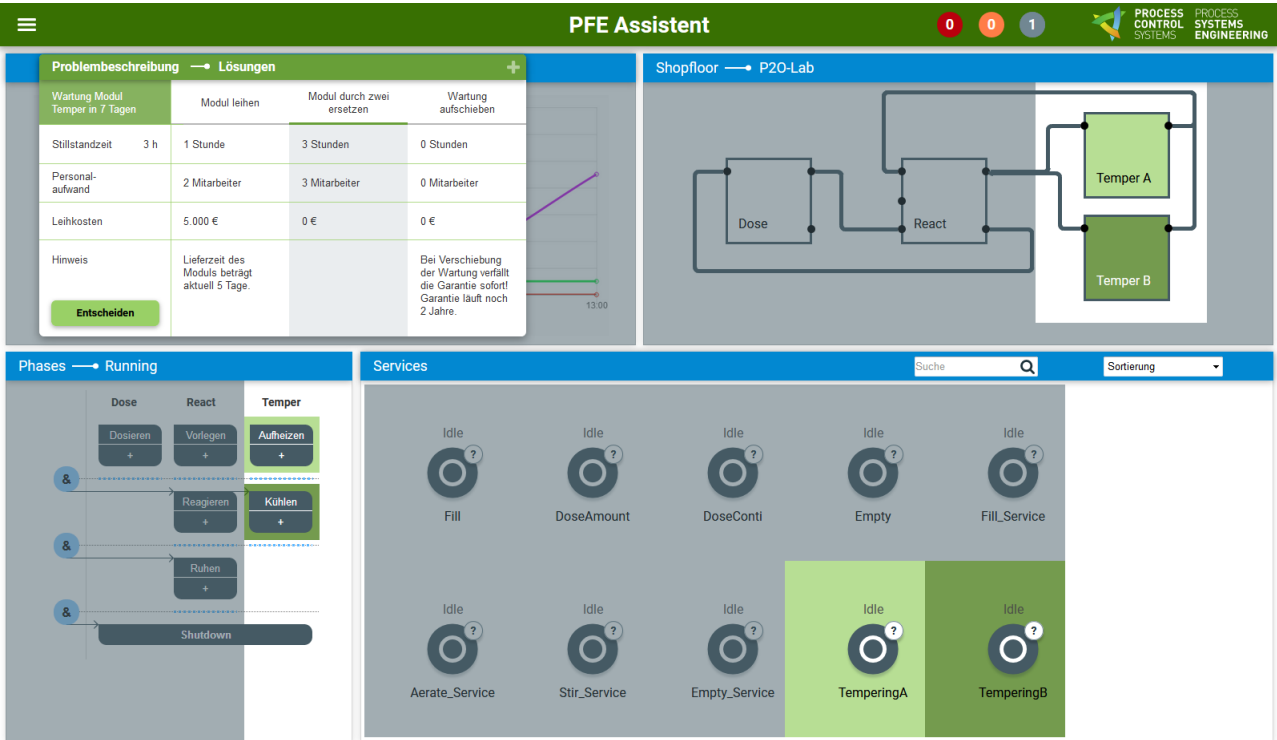 PFE Assistent
0 0 1
PROCESS CONTROL SYSTEMS
PROCESS SYSTEMS ENGINEERING
Problembeschreibung Lösungen +
Wartung Modul Temper in 7 Tagen
Modul leihen
Modul durch zwei ersetzen
Wartung aufschieben
Stillstandzeit 3 h 1 Stunde 3 Stunden 0 Stunden
Personal-
aufwand
2 Mitarbeiter 3 Mitarbeiter 0 Mitarbeiter
Leihkosten 5.000 € 0 € 0 €
Hinweis
Lieferzeit des
Moduls beträgt
aktuell 5 Tage.
Bei Verschiebung
der Wartung verfällt
die Garantie sofort!
Garantie läuft noch
2 Jahre.
Entscheiden
13:00
Shopfloor P2O-Lab
Dose
React
Temper A
Temper B
Phases Running
Dose React Temper
Dosieren Vorlegen Aufheizen
+ + +
&
Reagieren Kühlen
+ +
&
Ruhen
+
&
Shutdown
Services
Suche
Sortierung
Idle Idle Idle Idle Idle
? ? ? ? ?
Fill DoseAmount DoseConti Empty Fill_Service
Idle Idle Idle Idle Idle
? ? ? ? ?
Aerate_Service Stir_Service Empty_Service TemperingA TemperingB